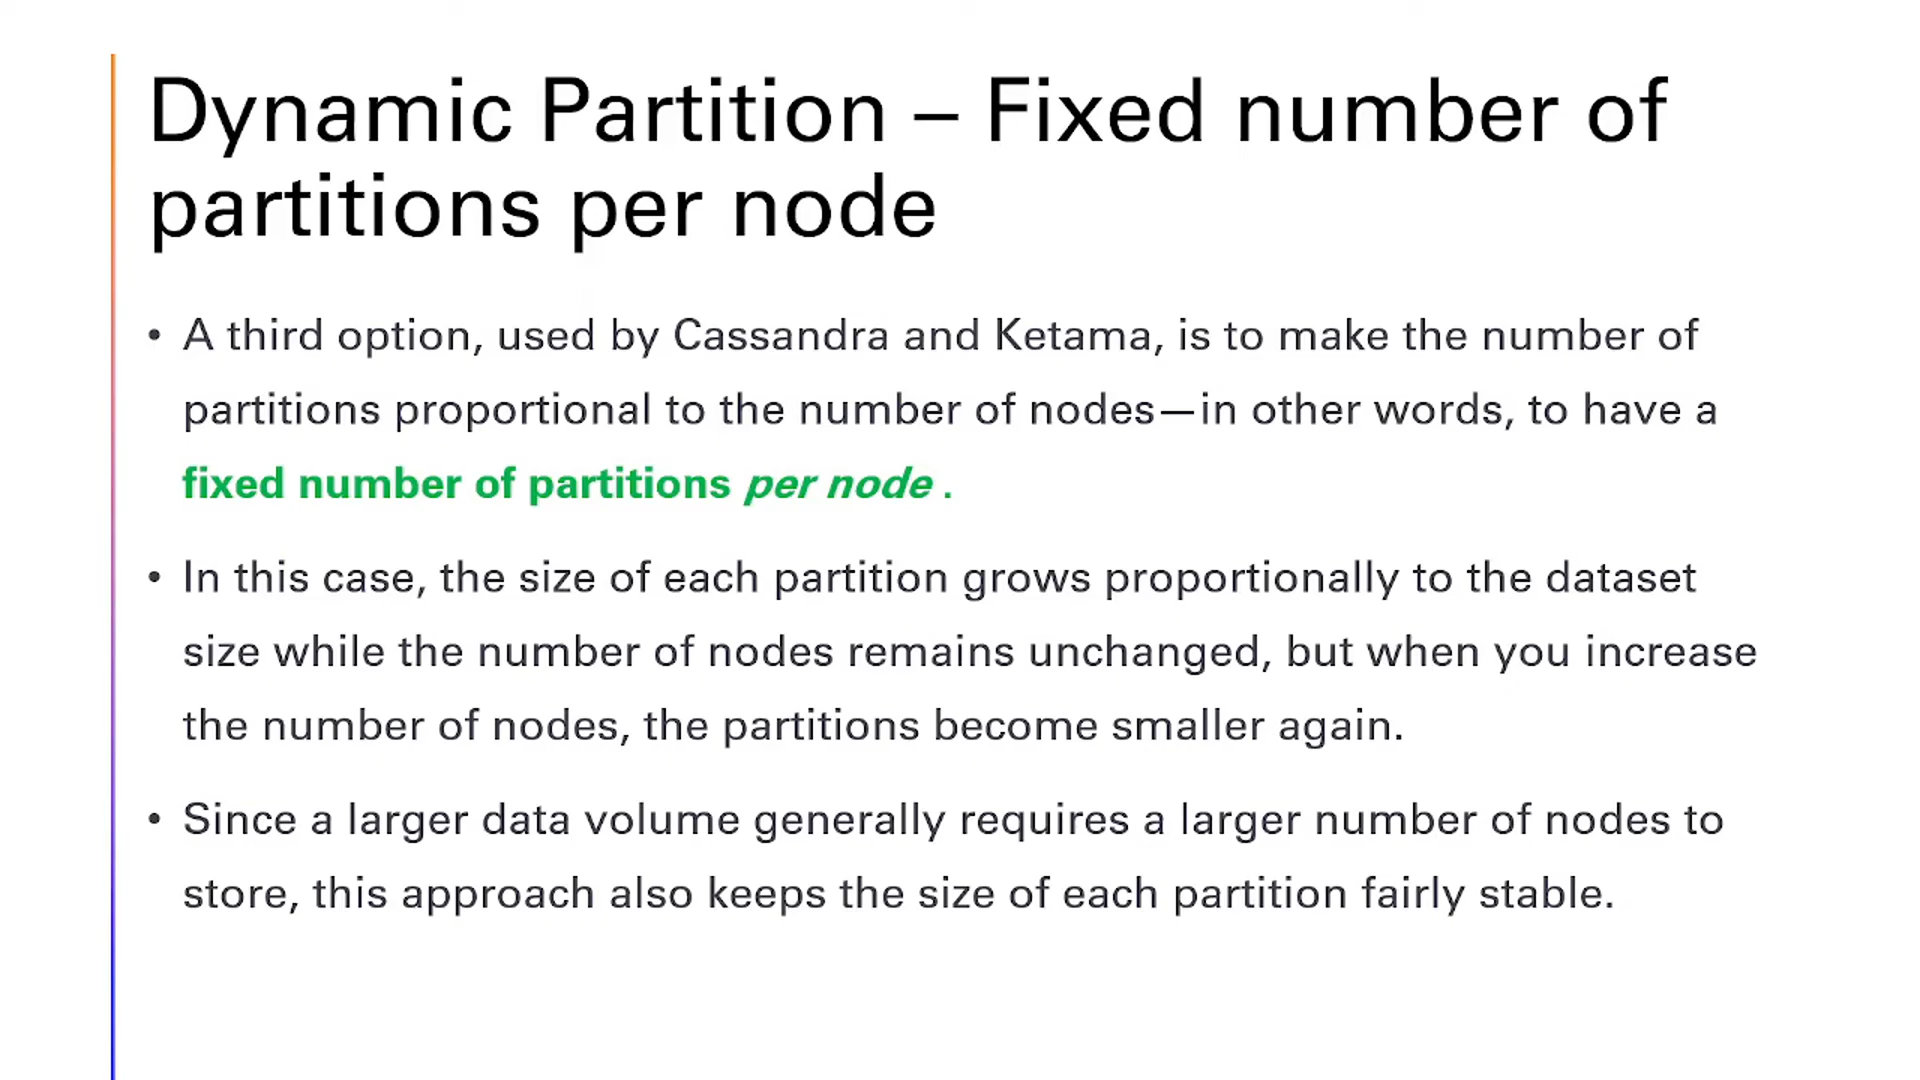 Dynamic Partition – Fixed number of
partitions per node
• A third option, used by Cassandra and Ketama, is to make the number of
partitions proportional to the number of nodes—in other words, to have a
fixed number of partitions per node .
• In this case, the size of each partition grows proportionally to the dataset
size while the number of nodes remains unchanged, but when you increase
the number of nodes, the partitions become smaller again.
• Since a larger data volume generally requires a larger number of nodes to
store, this approach also keeps the size of each partition fairly stable.